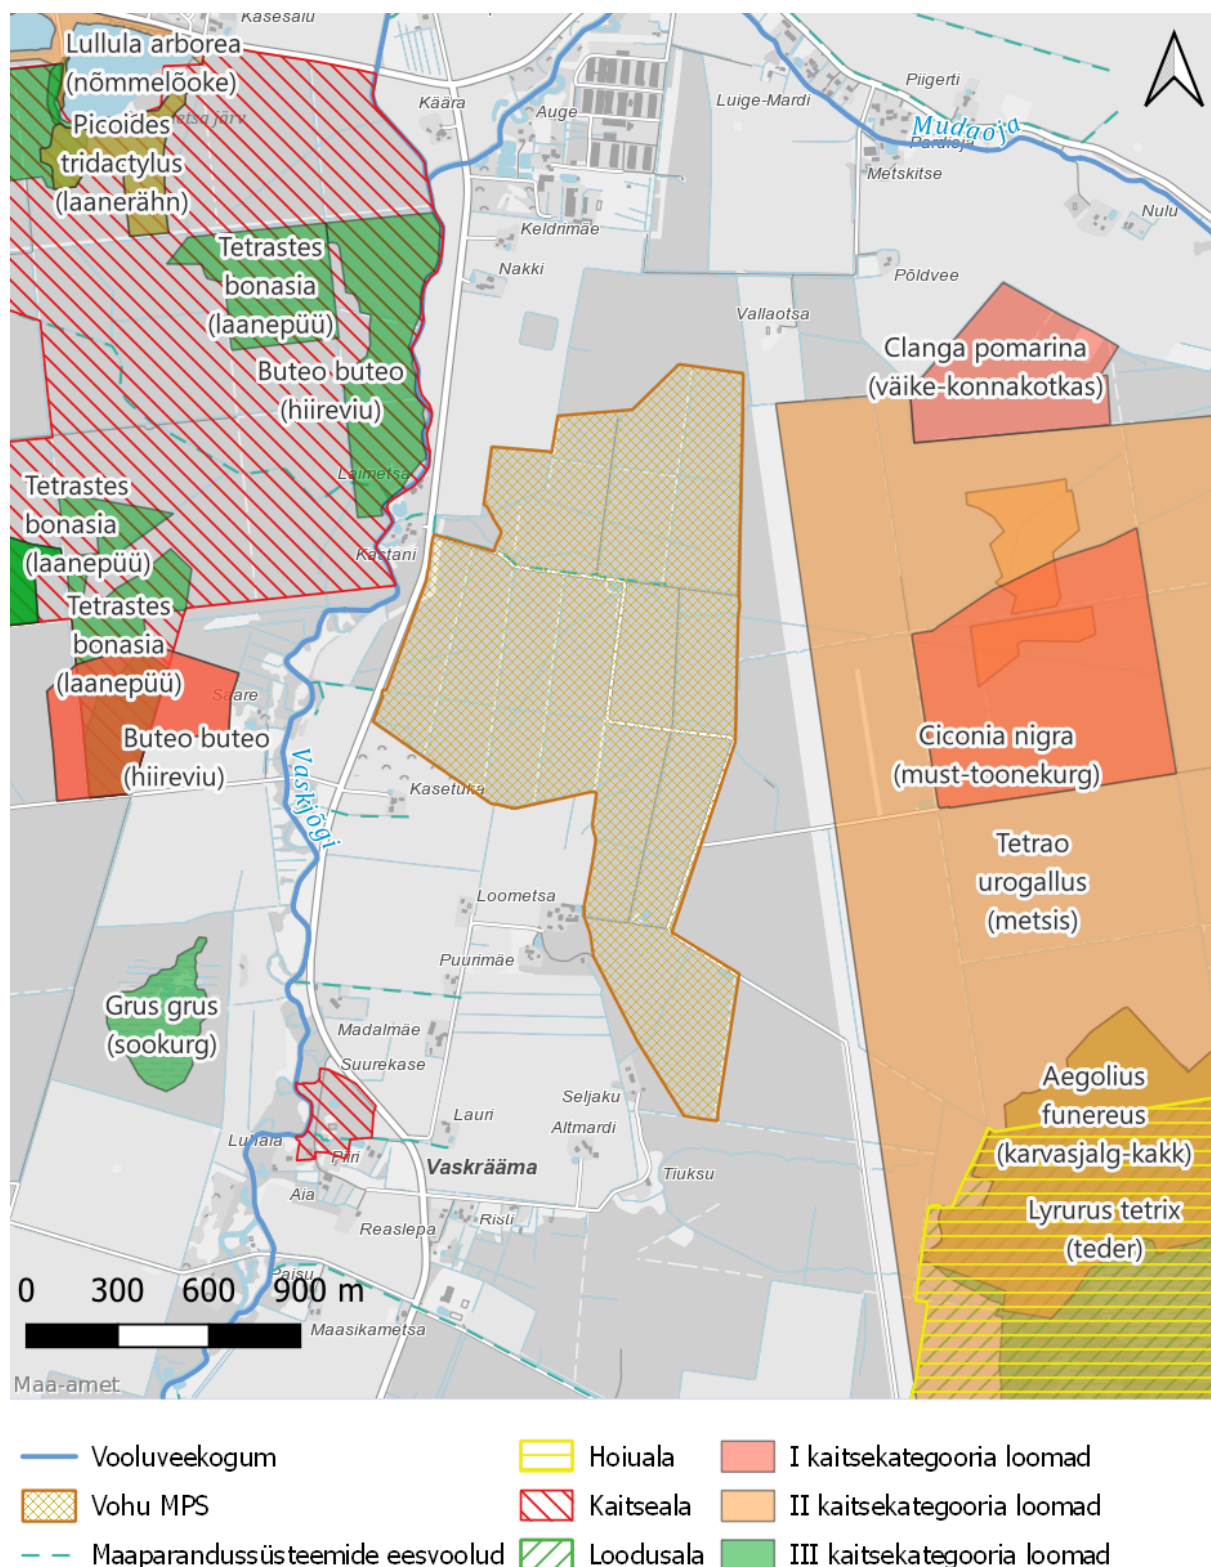 Kasesalu
Lullula arborea
(nõmmelõoke)
Picoides
tridactylus
(laanerähn)
Käära
Auge
Luige-Mardi
Piigerti
Mudaoja
Pardioja
Metskitse
Nulu
Keldrimäe
Nakki
Põldvee
Vallaotsa
Tetrastes
bonasia
(laanepüü)
Buteo buteo
(hiireviu)
Clanga pomarina
(väike-konnakotkas)
Laimetsa
Kastani
Tetrastes
bonasia
(laanepüü)
Tetrastes
bonasia
(laanepüü)
Saare
Buteo buteo
(hiireviu)
Vaskjõgi
Kasetuka
Ciconia nigra
(must-toonekurg)
Tetrao
urogallus
(metsis)
Loometsa
Puurimäe
Grus grus
(sookurg)
Madalmäe
Suurekase
Seljaku
Altmardi
Lauri
Luhala
Piiri
Vaskrääma
Tiuksu
Aia
Risti
Reaslepa
Aegolius
funereus
(karvasjalg-kakk)
Lyrurus tetrix
(teder)
Paisu
0 300 600 900 m
Maasikametsa
Maa-amet
Vooluveekogum
Vohu MPS
Maaparandussüsteemide eesvoolud
Hoiuala
Kaitseala
Loodusala
I kaitsekategooria loomad
II kaitsekategooria loomad
III kaitsekategooria loomad